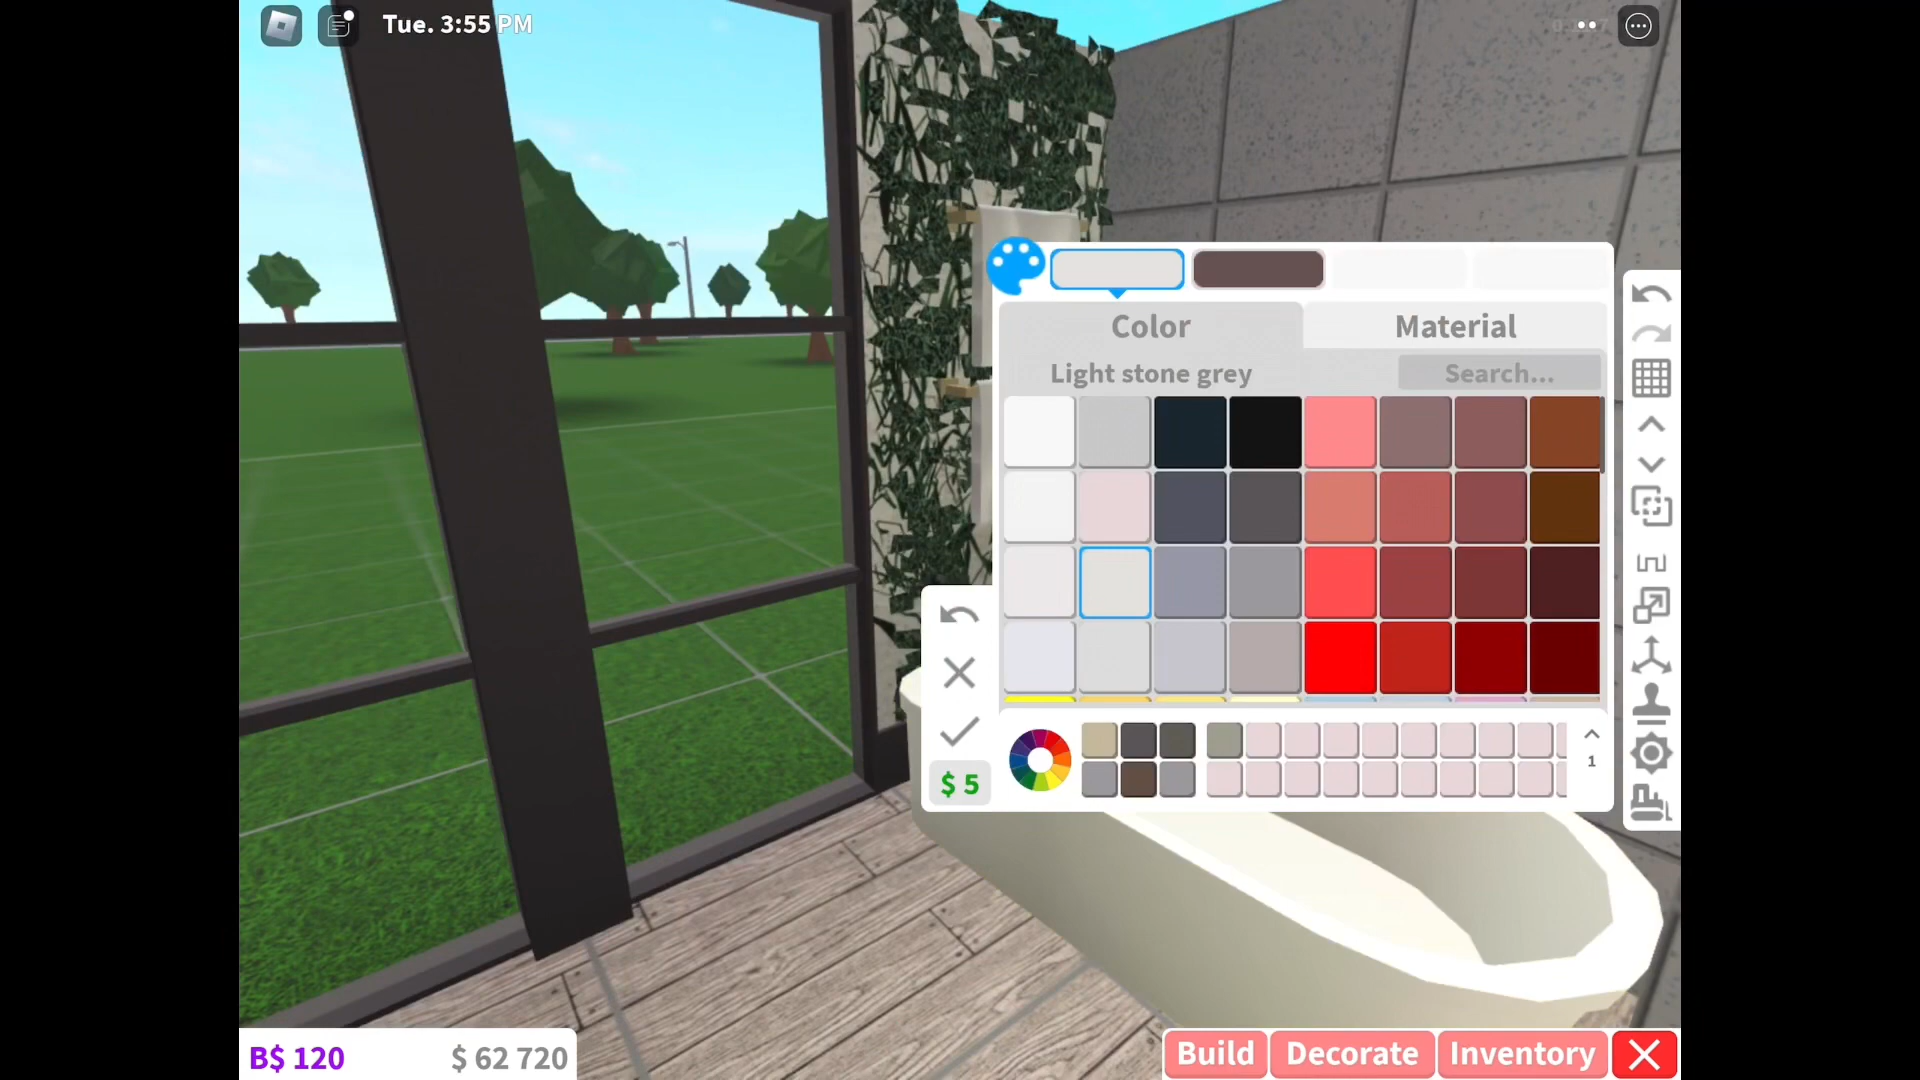 Tue. 3:55 PM
Color
Material
Light stone grey
Search...
1
$ 5
B$ 120
$ 62 720
Build
Decorate
Inventory